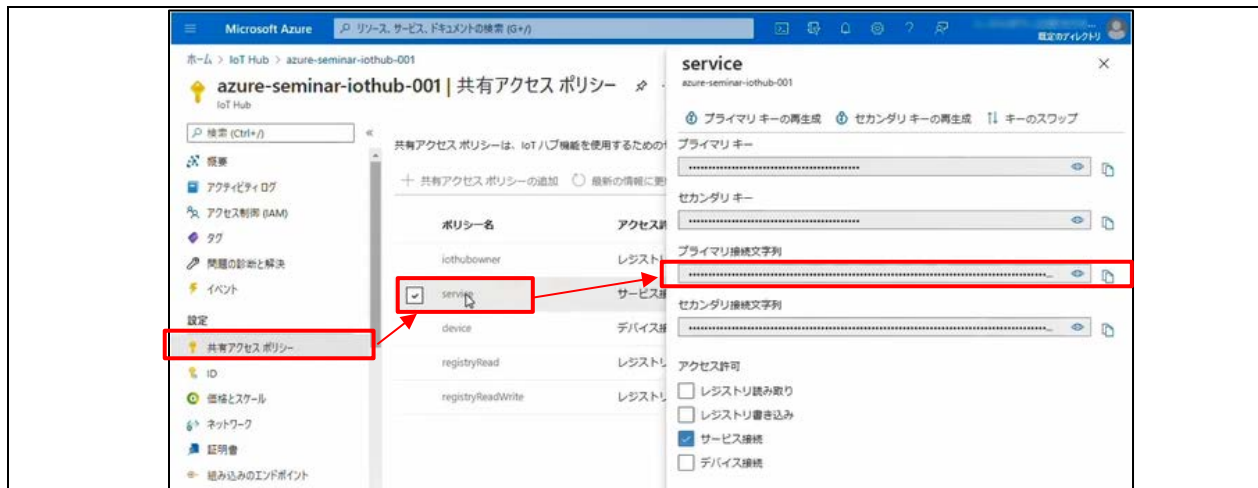 Microsoft Azure
リソース、サービス、ドキュメントの検索 (G+/)
既定のディレクトリ
ホーム > IoT Hub > azure-seminar-iothub-001
azure-seminar-iothub-001 | 共有アクセス ポリシー
IoT Hub
検索 (Ctrl+/)
概要
アクティビティ ログ
アクセス制御 (IAM)
タグ
問題の診断と解決
イベント
設定
共有アクセス ポリシー
ID
価格とスケール
ネットワーク
証明書
組み込みのエンドポイント
共有アクセス ポリシーは、IoT ハブ機能を使用するための
共有アクセス ポリシーの追加
最新の情報に更
ポリシー名
アクセス許
iothubowner
レジストリ
service
サービス接
device
デバイス接
registryRead
レジストリ
registryReadWrite
レジストリ
service
azure-seminar-iothub-001
プライマリ キーの再生成
セカンダリ キーの再生成
キーのスワップ
プライマリ キー
セカンダリ キー
プライマリ接続文字列
セカンダリ接続文字列
アクセス許可
レジストリ読み取り
レジストリ書き込み
サービス接続
デバイス接続